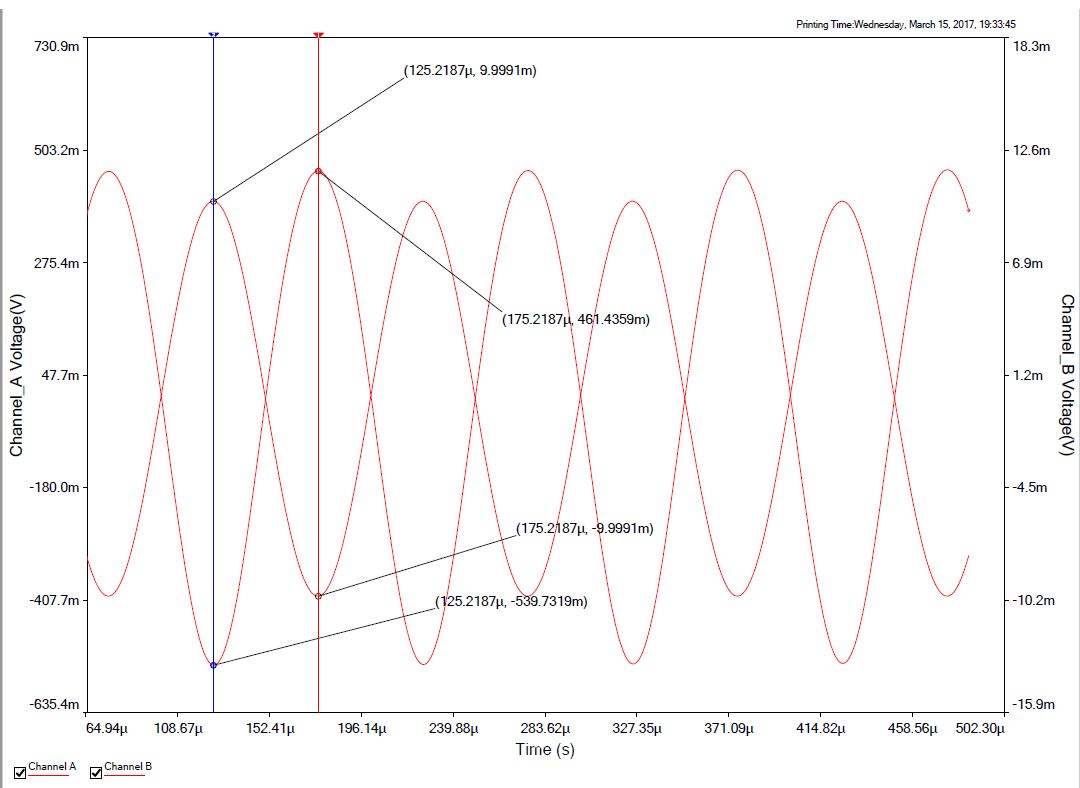 Printing Time:Wednesday, March 15, 2017, 19:33:45
730.9m
18.3m
(125.2187µ, 9.9991m)
503.2m
12.6m
275.4m
6.9m
(175.2187µ, 461.4359m)
Channel_A Voltage(V)
Channel_B Voltage(V)
47.7m
1.2m
-180.0m
-4.5m
(175.2187µ, -9.9991m)
-407.7m
-10.2m
(125.2187µ, -539.7319m)
-635.4m
-15.9m
64.94µ 108.67µ 152.41µ 196.14µ 239.88µ 283.62µ 327.35µ 371.09µ 414.82µ 458.56µ 502.30µ
Time (s)
Channel A Channel B